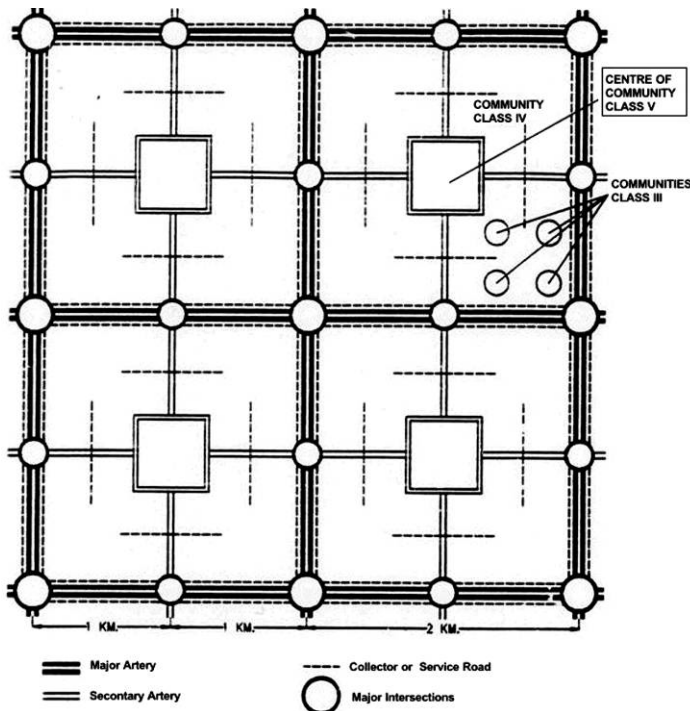 CENTRE OF
COMMUNITY
CLASS V
COMMUNITY
CLASS IV
COMMUNITIES
CLASS III
1 KM.
1 KM.
2 KM.
Major Artery
Collector or Service Road
Secontary Artery
Major Intersections